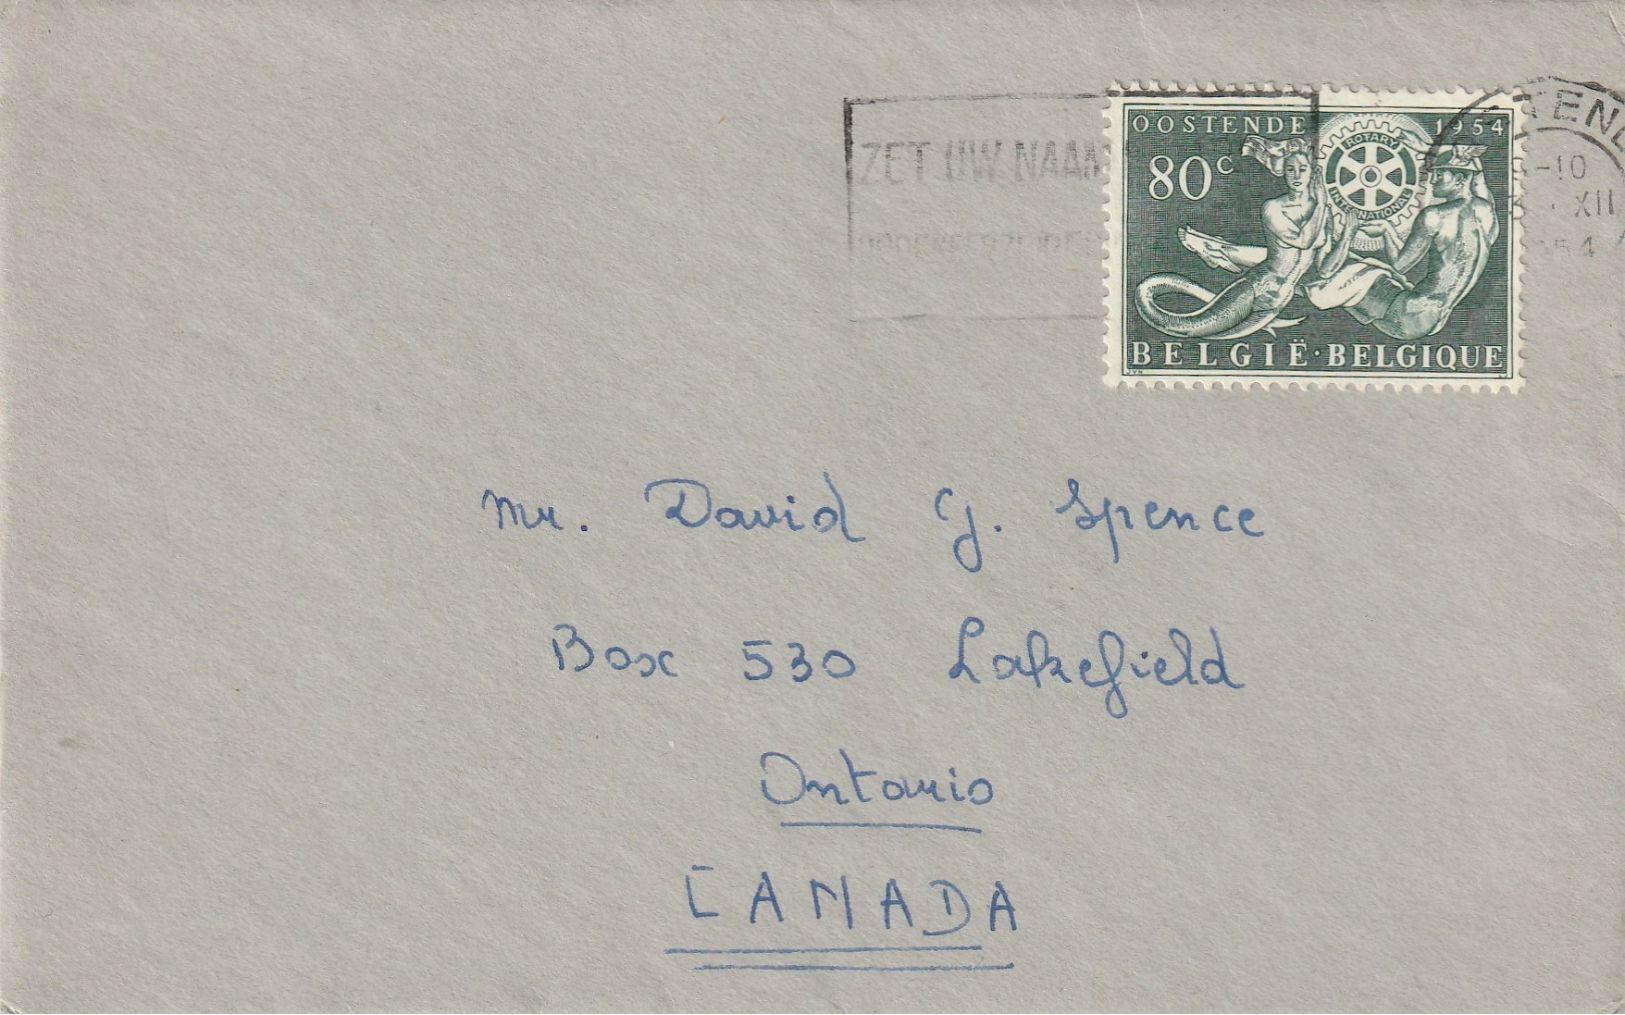 OOSTENDE 1954
80c
ROTARY
INTERNATIONAL
BELGIË·BELGIQUE
ZET UW NAAM
-10
XII
Mr. David J. Spence
Box 530 Lakefield
Ontario
CANADA